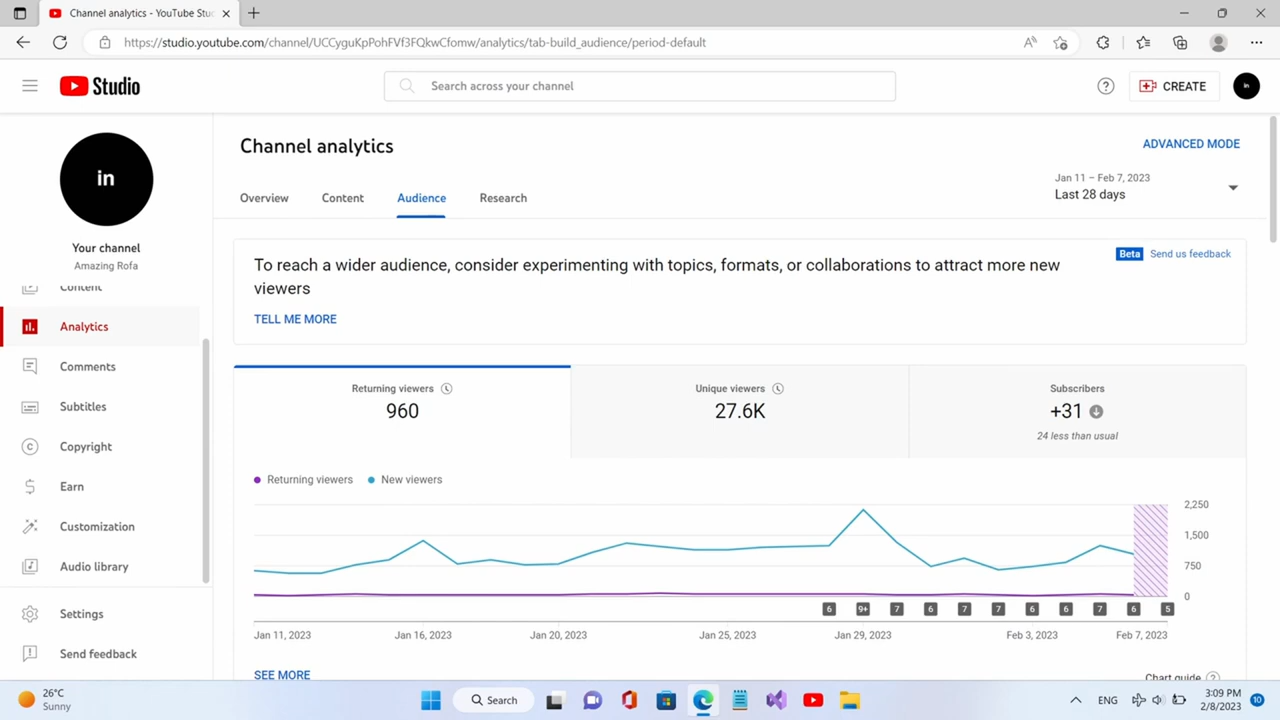 Channel analytics - YouTube Stu
https://studio.youtube.com/channel/UCCyguKpPohFVf3FQkwCfomw/analytics/tab-build_audience/period-default
Studio
Search across your channel
CREATE
in
in
Your channel
Amazing Rofa
Content
Analytics
Comments
Subtitles
Copyright
Earn
Customization
Audio library
Settings
Send feedback
Channel analytics
ADVANCED MODE
Overview
Content
Audience
Research
Jan 11 – Feb 7, 2023
Last 28 days
To reach a wider audience, consider experimenting with topics, formats, or collaborations to attract more new
viewers
Beta Send us feedback
TELL ME MORE
Returning viewers
960
Unique viewers
27.6K
Subscribers
+31
24 less than usual
Returning viewers
New viewers
2,250
1,500
750
0
6 9+ 7 6 7 7 6 6 7 6 5
Jan 11, 2023 Jan 16, 2023 Jan 20, 2023 Jan 25, 2023 Jan 29, 2023 Feb 3, 2023 Feb 7, 2023
SEE MORE
Chart guide
26°C
Sunny
Search
ENG
3:09 PM
2/8/2023
10